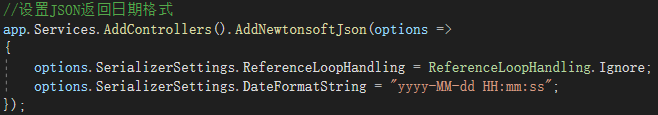 //设置JSON返回日期格式
app.Services.AddControllers().AddNewtonsoftJson(options =>
{
    options.SerializerSettings.ReferenceLoopHandling = ReferenceLoopHandling.Ignore;
    options.SerializerSettings.DateFormatString = "yyyy-MM-dd HH:mm:ss";
});